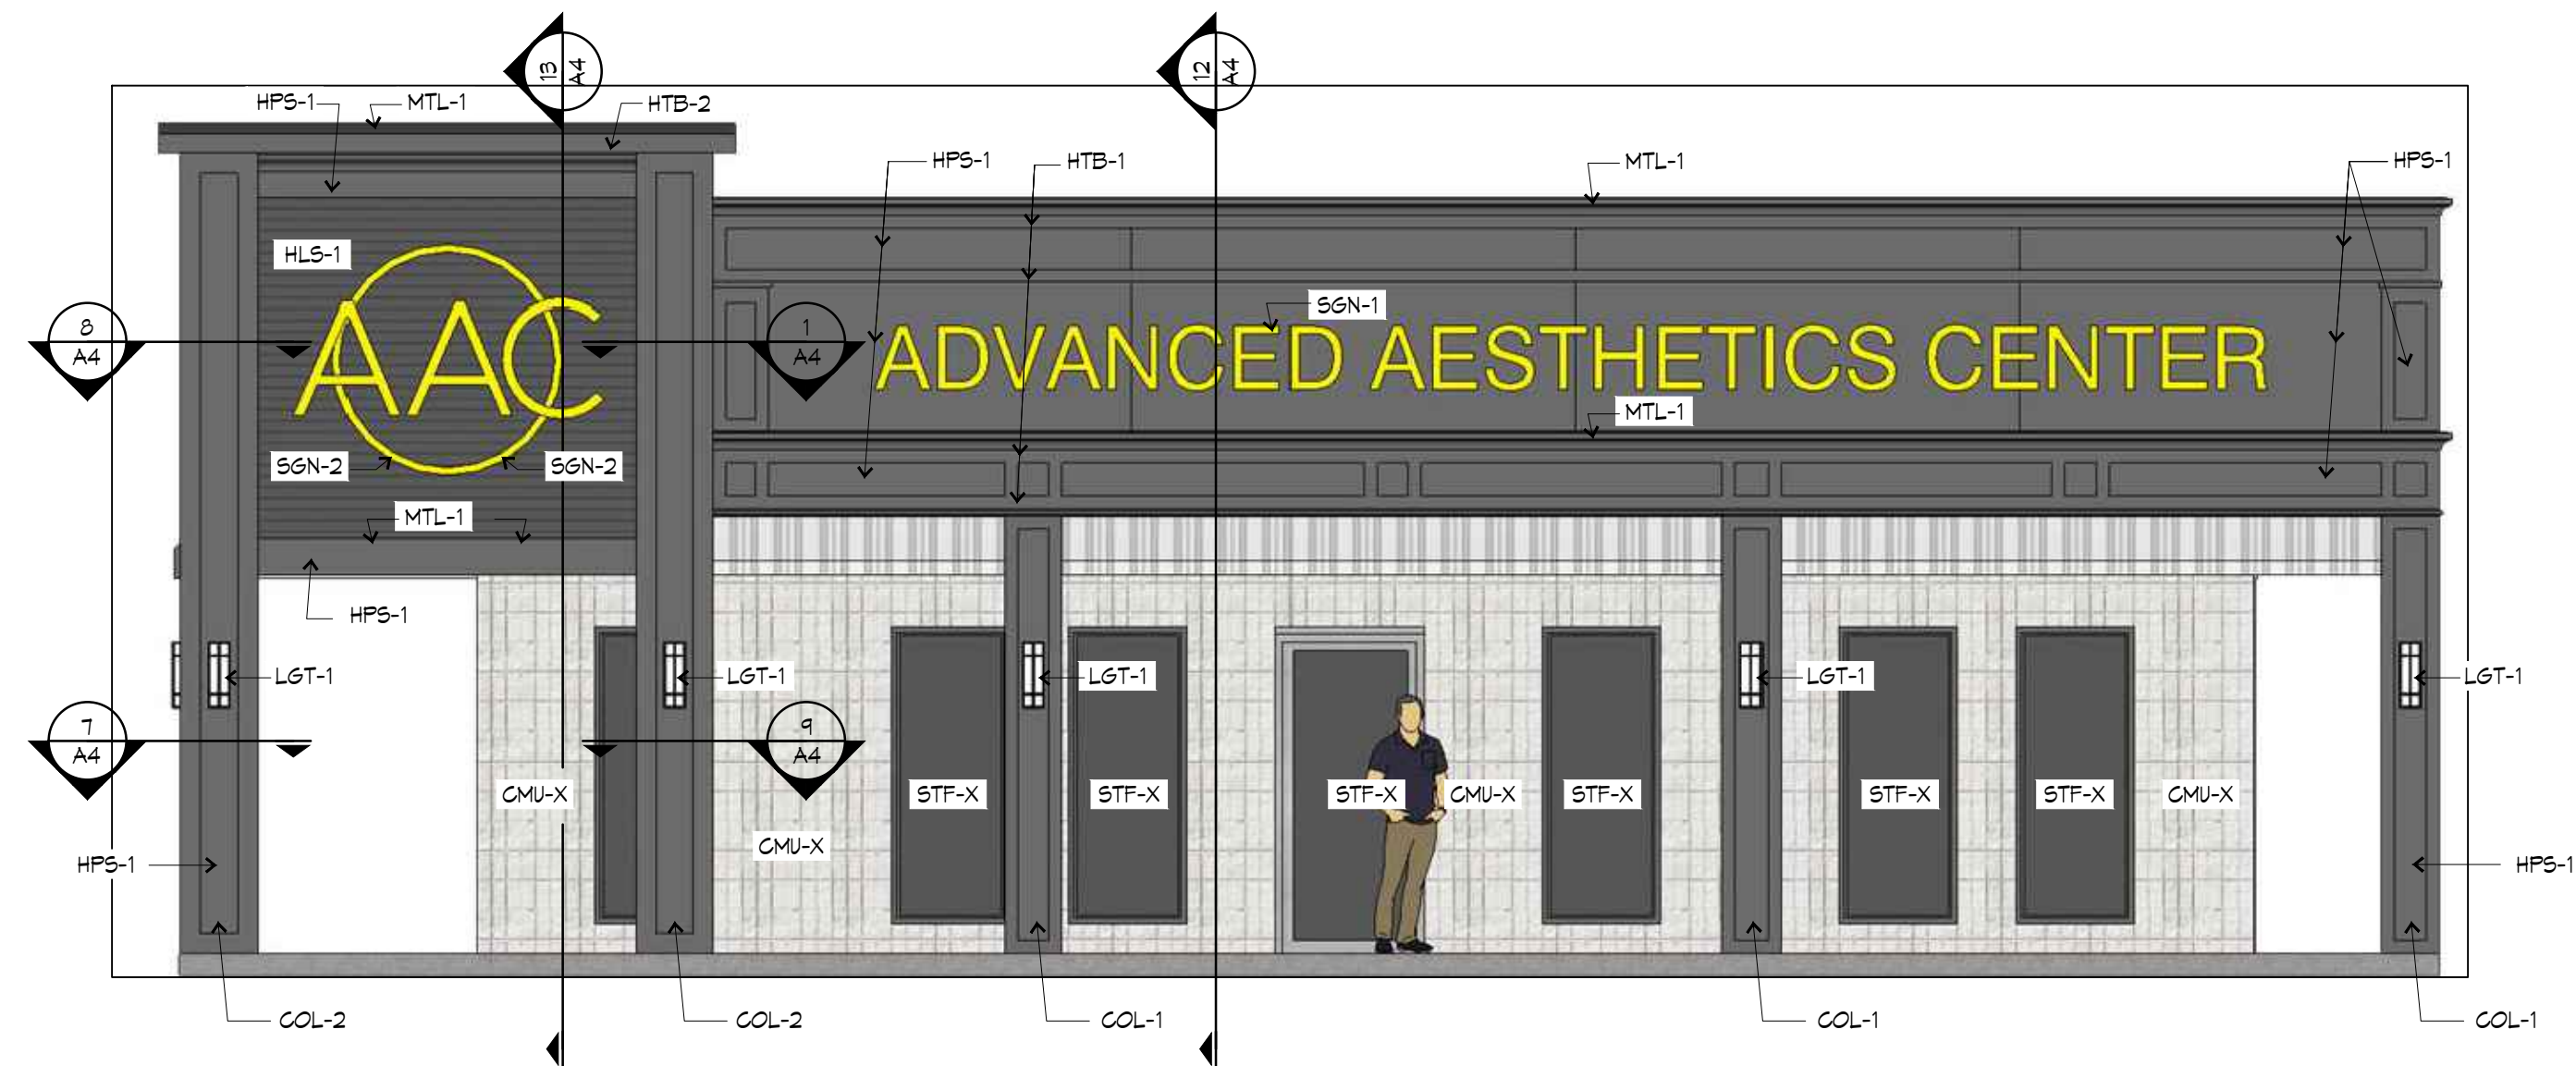 13
A4
12
A4
HPS-1
MTL-1
HTB-2
HPS-1
HTB-1
MTL-1
HPS-1
HLS-1
SGN-1
8
A4
1
A4
AAC
ADVANCED AESTHETICS CENTER
MTL-1
SGN-2
SGN-2
MTL-1
HPS-1
LGT-1
LGT-1
LGT-1
LGT-1
LGT-1
7
A4
9
A4
CMU-X
STF-X
STF-X
STF-X
CMU-X
STF-X
STF-X
STF-X
CMU-X
CMU-X
HPS-1
HPS-1
COL-2
COL-2
COL-1
COL-1
COL-1